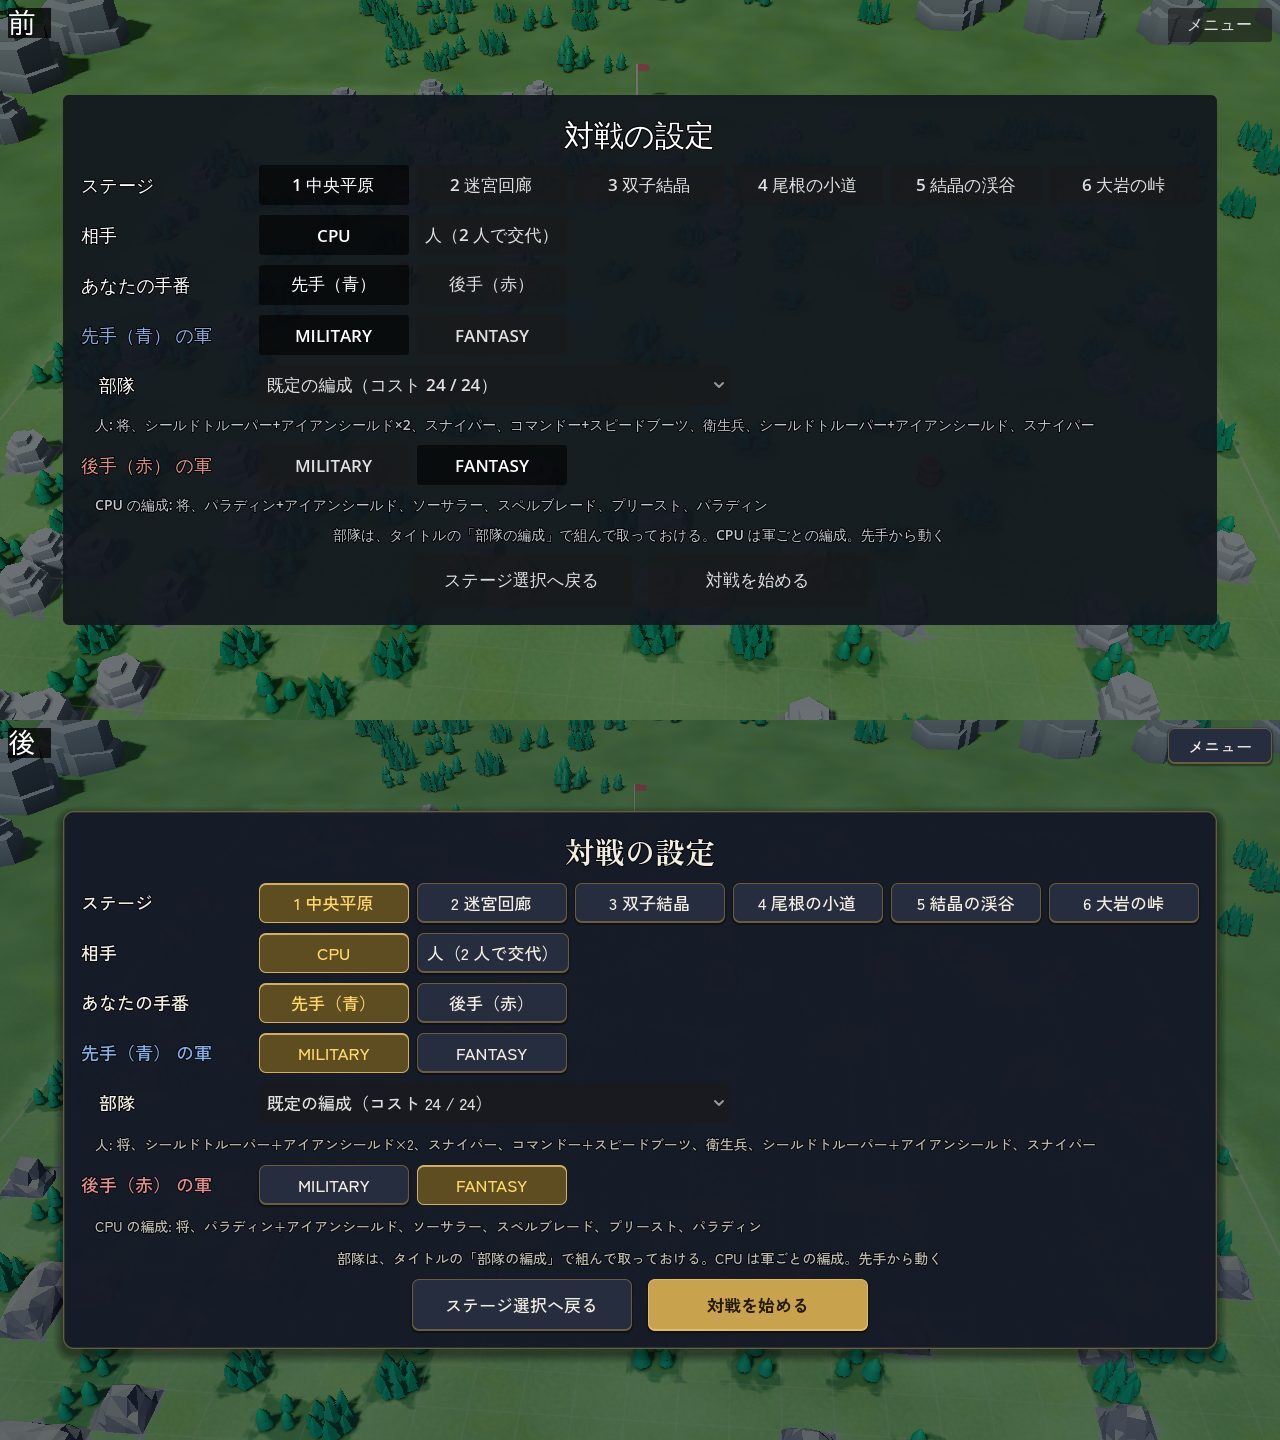 前
メニュー
対戦の設定
ステージ 1 中央平原 2 迷宮回廊 3 双子結晶 4 尾根の小道 5 結晶の渓谷 6 大岩の峠
相手 CPU 人（2 人で交代）
あなたの手番 先手（青） 後手（赤）
先手（青） の軍 MILITARY FANTASY
部隊 既定の編成（コスト 24 / 24）
人: 将、シールドトルーパー+アイアンシールド×2、スナイパー、コマンドー+スピードブーツ、衛生兵、シールドトルーパー+アイアンシールド、スナイパー
後手（赤） の軍 MILITARY FANTASY
CPU の編成: 将、パラディン+アイアンシールド、ソーサラー、スペルブレード、プリースト、パラディン
部隊は、タイトルの「部隊の編成」で組んで取っておける。CPU は軍ごとの編成。先手から動く
ステージ選択へ戻る 対戦を始める
後
メニュー
対戦の設定
ステージ 1 中央平原 2 迷宮回廊 3 双子結晶 4 尾根の小道 5 結晶の渓谷 6 大岩の峠
相手 CPU 人（2 人で交代）
あなたの手番 先手（青） 後手（赤）
先手（青） の軍 MILITARY FANTASY
部隊 既定の編成（コスト 24 / 24）
人: 将、シールドトルーパー+アイアンシールド×2、スナイパー、コマンドー+スピードブーツ、衛生兵、シールドトルーパー+アイアンシールド、スナイパー
後手（赤） の軍 MILITARY FANTASY
CPU の編成: 将、パラディン+アイアンシールド、ソーサラー、スペルブレード、プリースト、パラディン
部隊は、タイトルの「部隊の編成」で組んで取っておける。CPU は軍ごとの編成。先手から動く
ステージ選択へ戻る 対戦を始める